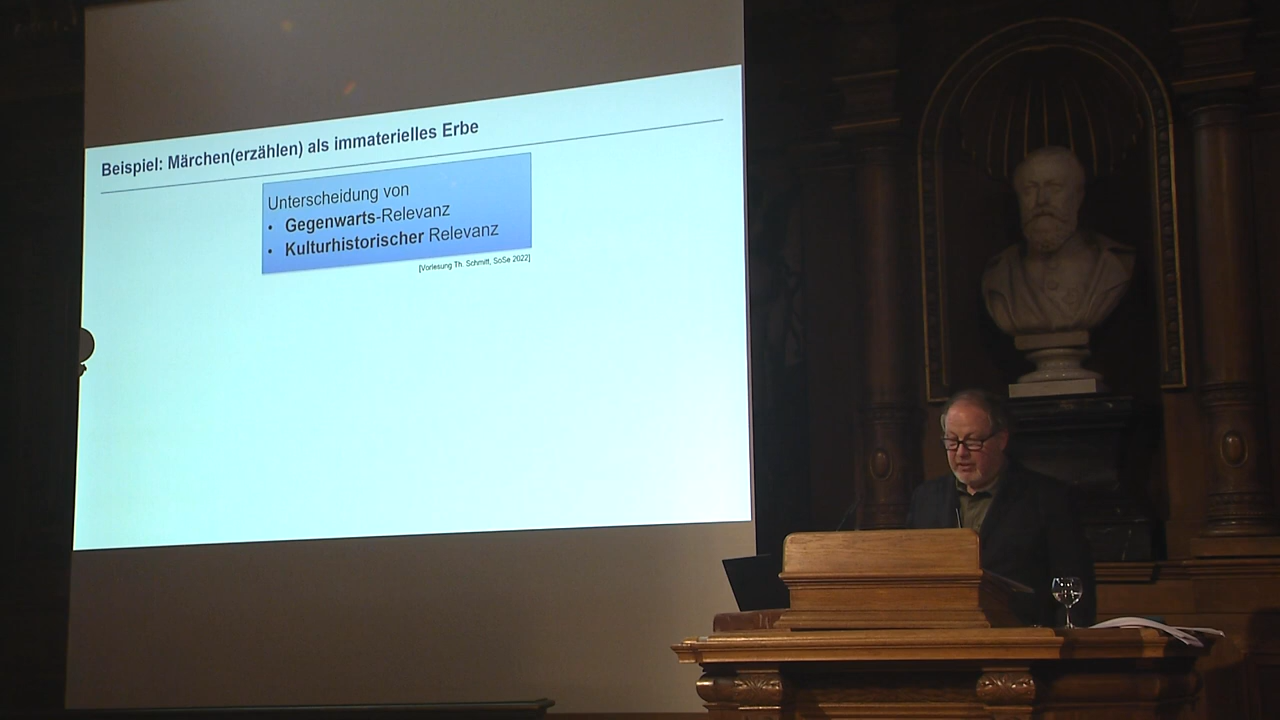 Beispiel: Märchen(erzählen) als immaterielles Erbe
Unterscheidung von
• Gegenwarts-Relevanz
• Kulturhistorischer Relevanz
[Vorlesung Th. Schmitt, SoSe 2022]